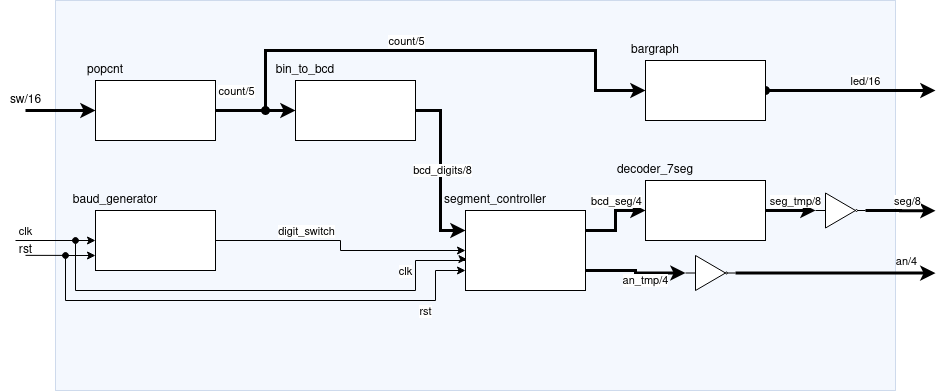 count/5
bargraph
popcnt
bin_to_bcd
led/16
sw/16
count/5
bcd_digits/8
decoder_7seg
baud_generator
segment_controller
bcd_seg/4
seg_tmp/8
seg/8
clk
digit_switch
rst
an/4
clk
an_tmp/4
rst